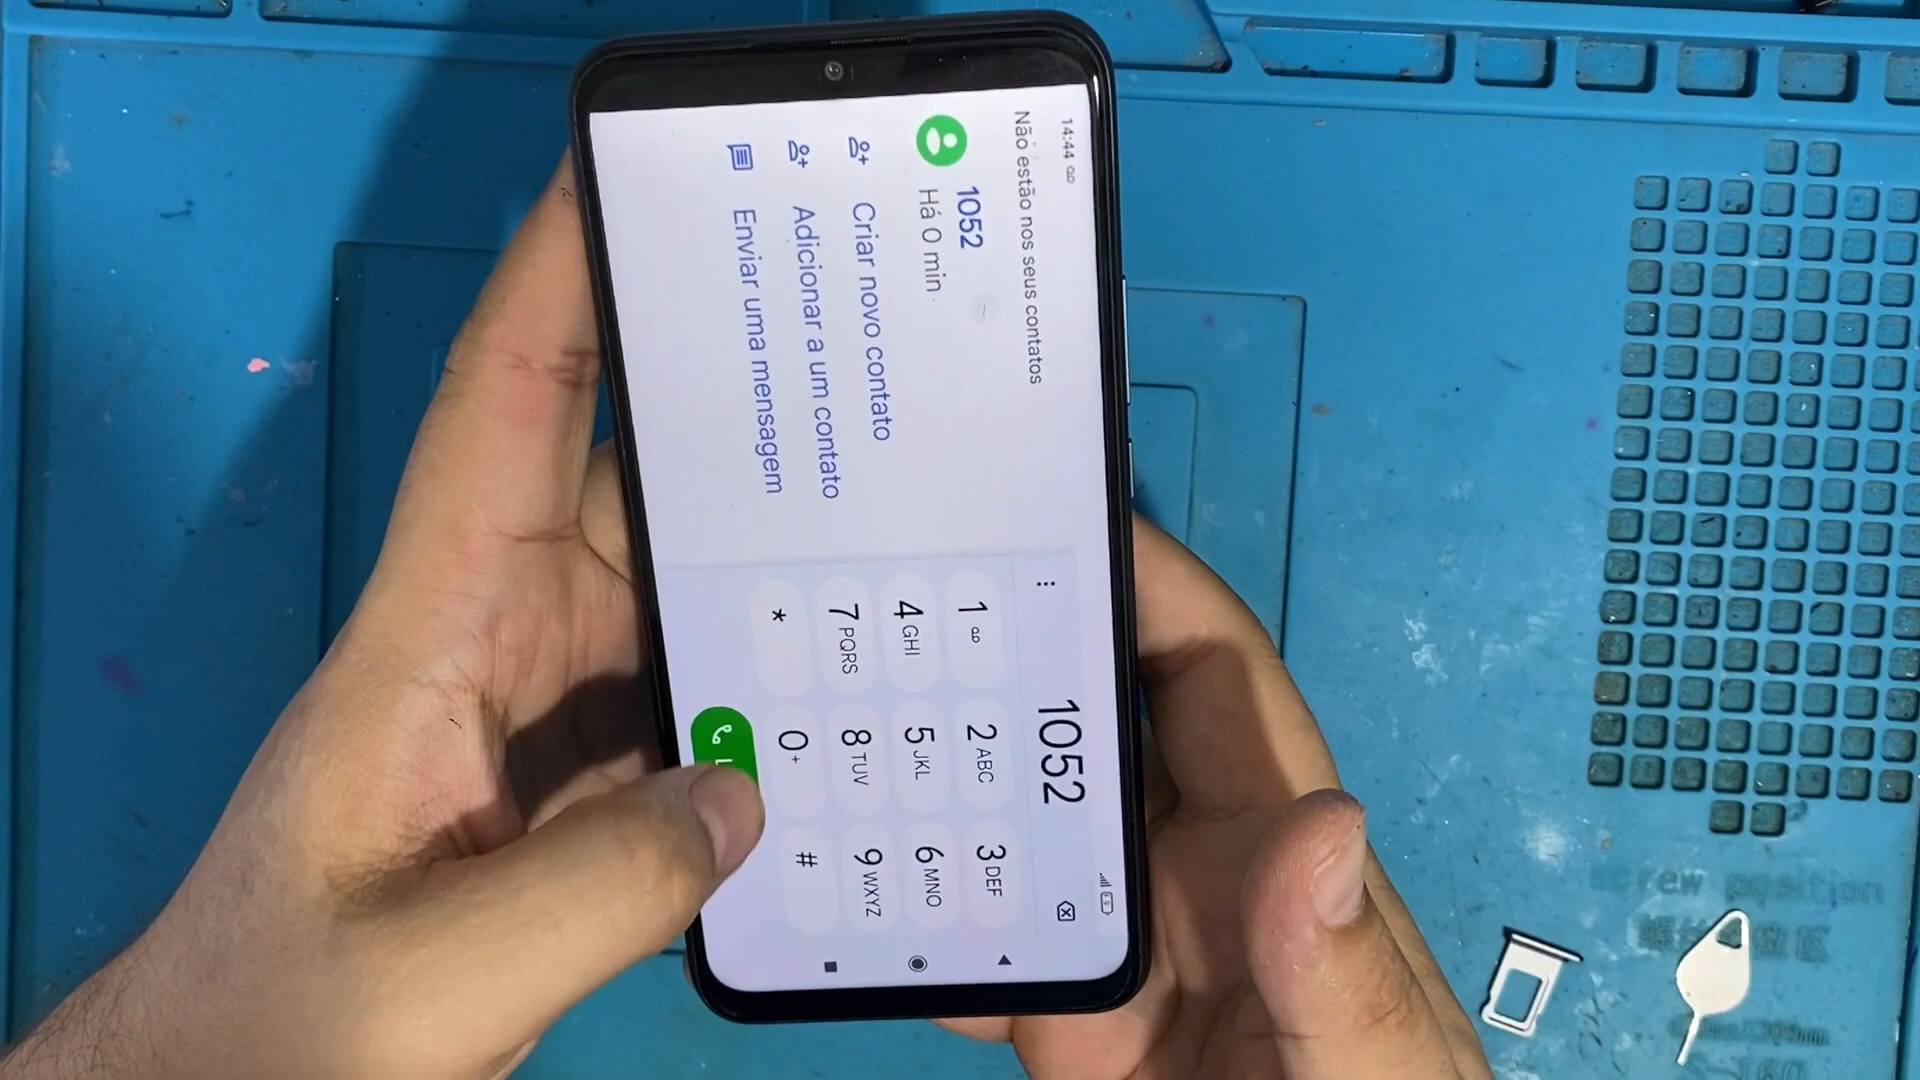 14:44
Não estão nos seus contatos
1052
Há 0 min
Criar novo contato
Adicionar a um contato
Enviar uma mensagem
1052
1
2 ABC
3 DEF
4 GHI
5 JKL
6 MNO
7 PQRS
8 TUV
9 WXYZ
*
0 +
#